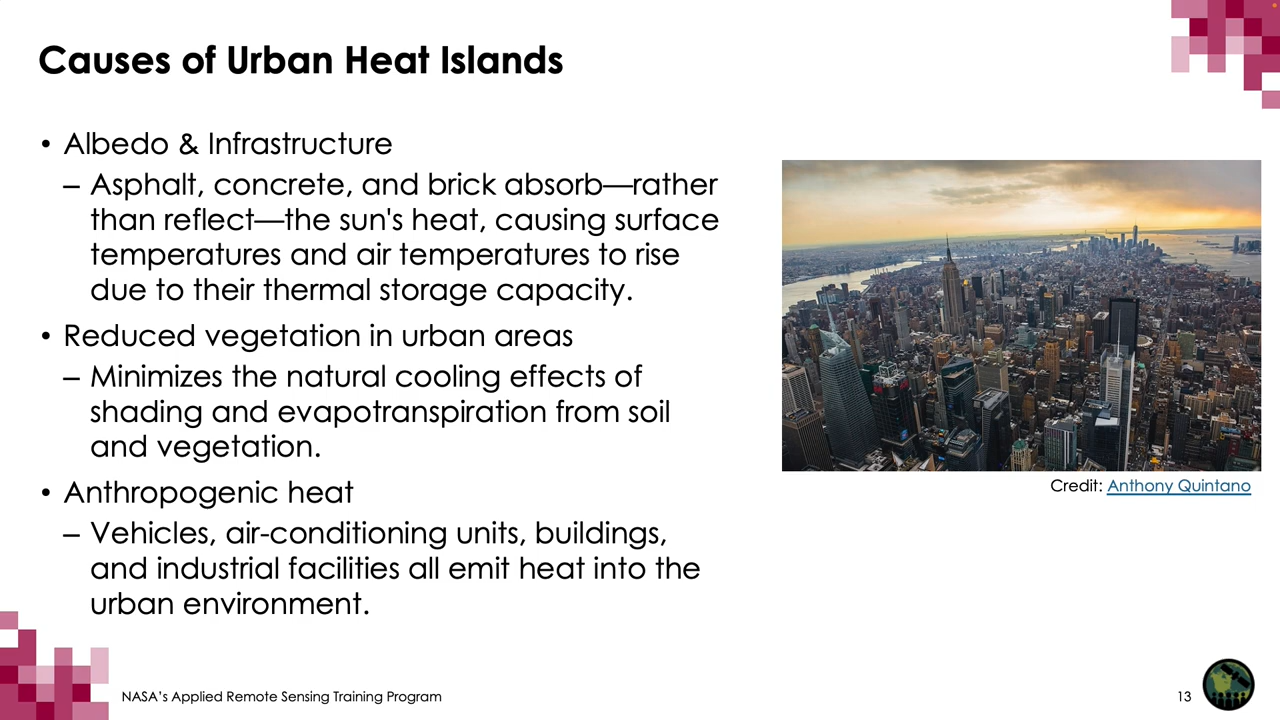 Causes of Urban Heat Islands
• Albedo & Infrastructure
– Asphalt, concrete, and brick absorb—rather
than reflect—the sun's heat, causing surface
temperatures and air temperatures to rise
due to their thermal storage capacity.
• Reduced vegetation in urban areas
– Minimizes the natural cooling effects of
shading and evapotranspiration from soil
and vegetation.
• Anthropogenic heat
– Vehicles, air-conditioning units, buildings,
and industrial facilities all emit heat into the
urban environment.
Credit: Anthony Quintano
NASA’s Applied Remote Sensing Training Program
13